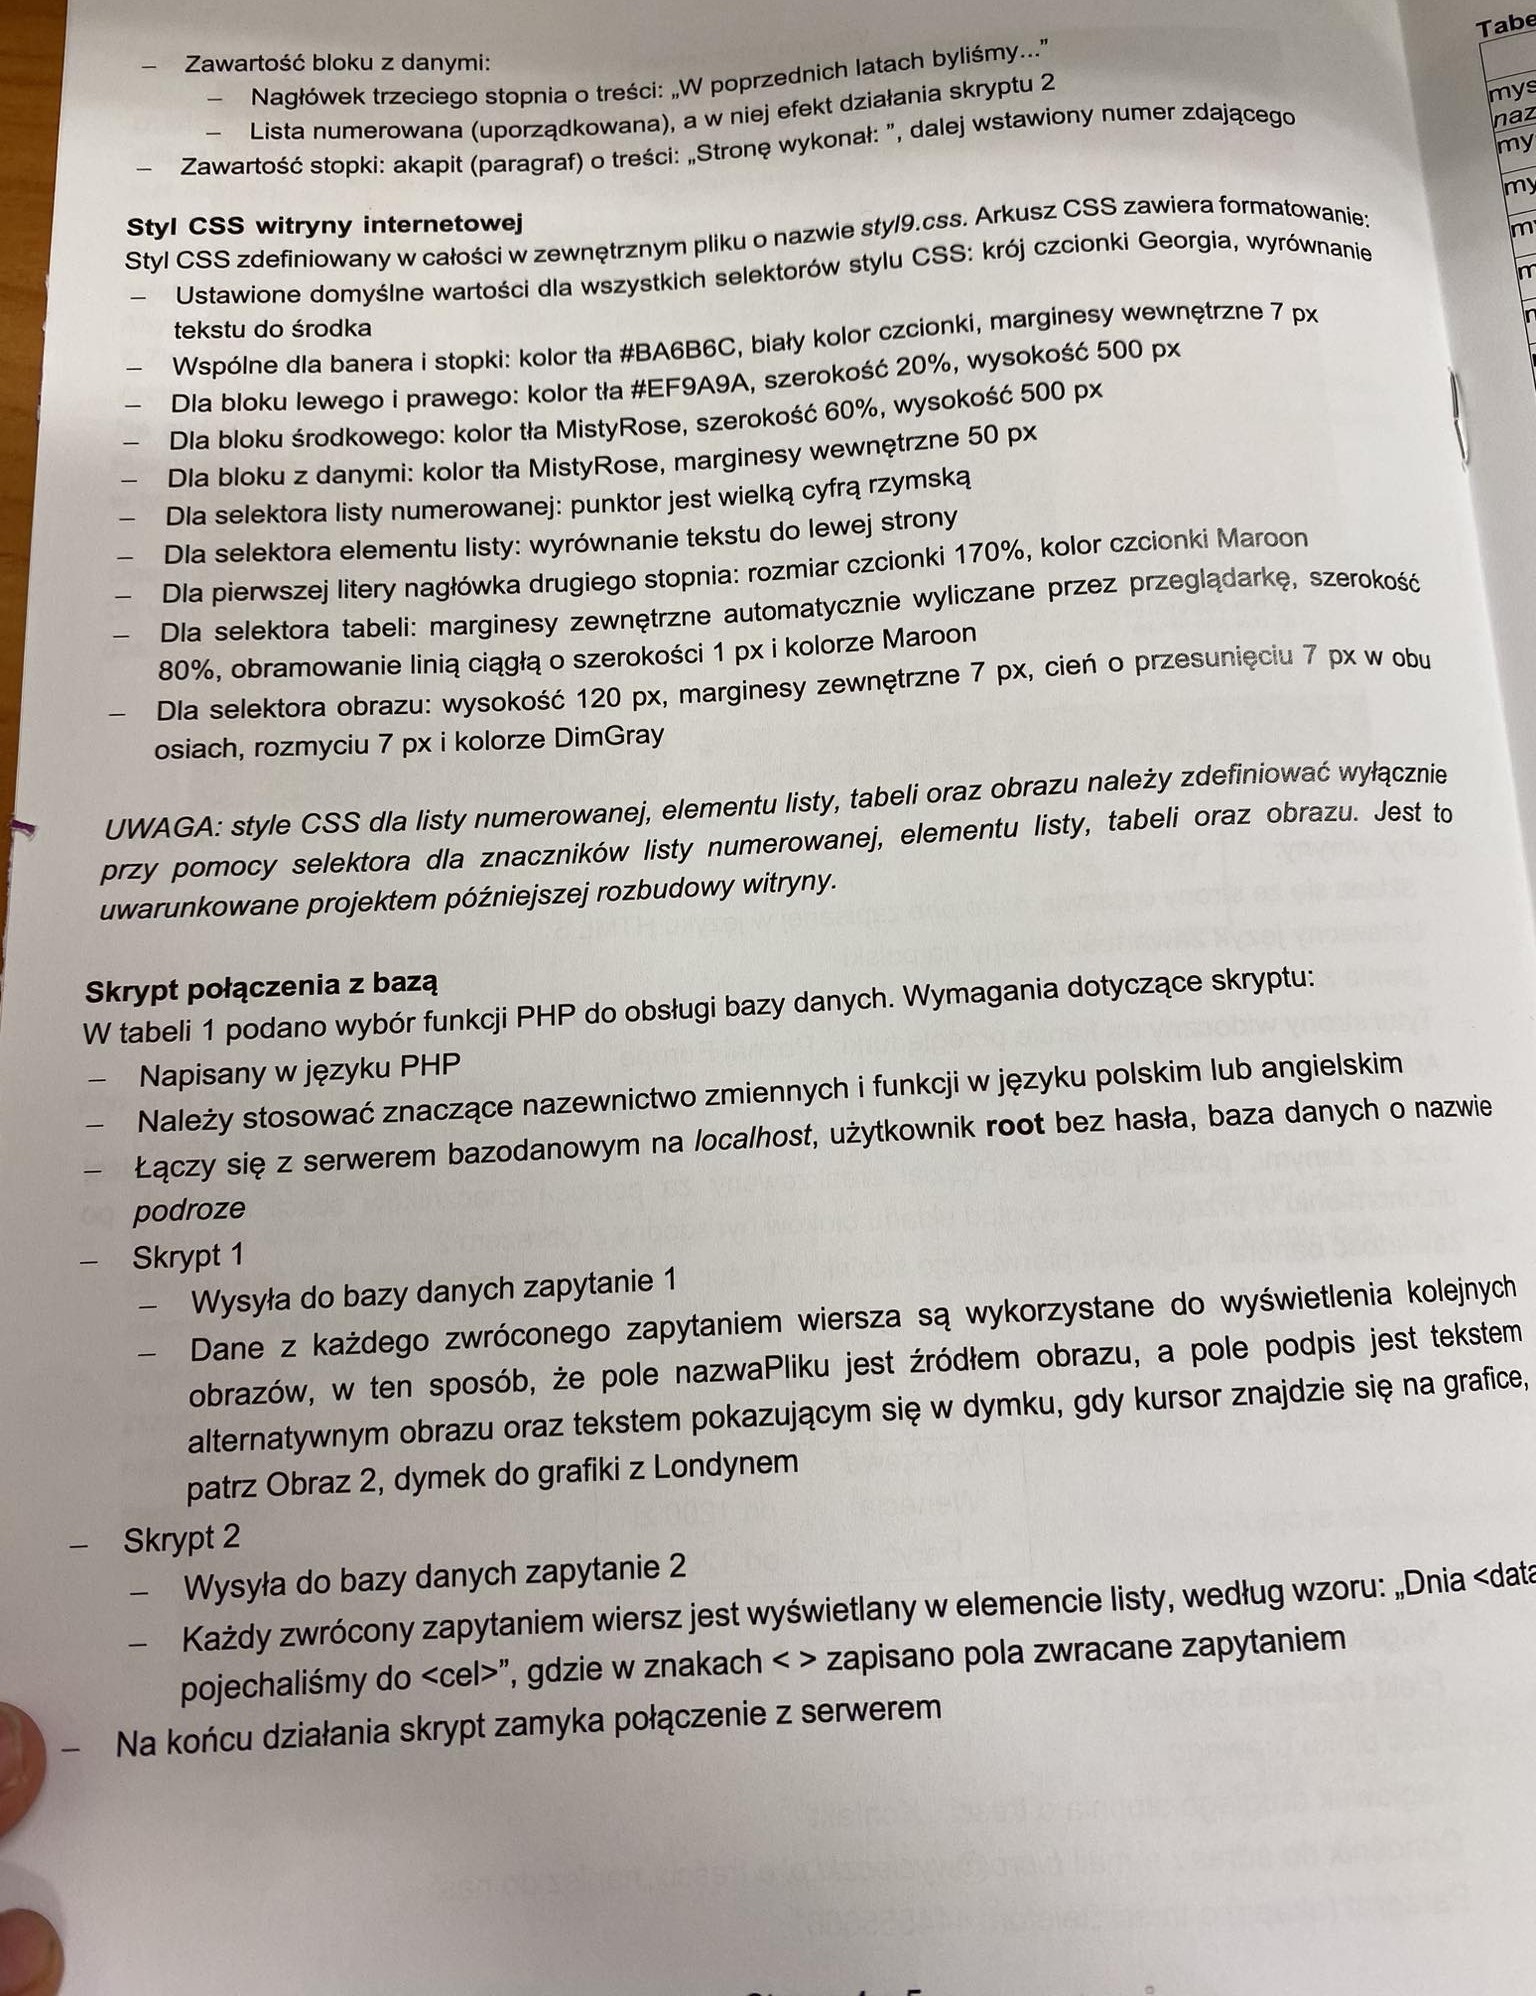 – Zawartość bloku z danymi:
– Nagłówek trzeciego stopnia o treści: „W poprzednich latach byliśmy...”
– Lista numerowana (uporządkowana), a w niej efekt działania skryptu 2
– Zawartość stopki: akapit (paragraf) o treści: „Stronę wykonał: ”, dalej wstawiony numer zdającego
Styl CSS witryny internetowej
Styl CSS zdefiniowany w całości w zewnętrznym pliku o nazwie styl9.css. Arkusz CSS zawiera formatowanie:
– Ustawione domyślne wartości dla wszystkich selektorów stylu CSS: krój czcionki Georgia, wyrównanie
tekstu do środka
– Wspólne dla banera i stopki: kolor tła #BA6B6C, biały kolor czcionki, marginesy wewnętrzne 7 px
– Dla bloku lewego i prawego: kolor tła #EF9A9A, szerokość 20%, wysokość 500 px
– Dla bloku środkowego: kolor tła MistyRose, szerokość 60%, wysokość 500 px
– Dla bloku z danymi: kolor tła MistyRose, marginesy wewnętrzne 50 px
– Dla selektora listy numerowanej: punktor jest wielką cyfrą rzymską
– Dla selektora elementu listy: wyrównanie tekstu do lewej strony
– Dla pierwszej litery nagłówka drugiego stopnia: rozmiar czcionki 170%, kolor czcionki Maroon
– Dla selektora tabeli: marginesy zewnętrzne automatycznie wyliczane przez przeglądarkę, szerokość
80%, obramowanie linią ciągłą o szerokości 1 px i kolorze Maroon
– Dla selektora obrazu: wysokość 120 px, marginesy zewnętrzne 7 px, cień o przesunięciu 7 px w obu
osiach, rozmyciu 7 px i kolorze DimGray
UWAGA: style CSS dla listy numerowanej, elementu listy, tabeli oraz obrazu należy zdefiniować wyłącznie
przy pomocy selektora dla znaczników listy numerowanej, elementu listy, tabeli oraz obrazu. Jest to
uwarunkowane projektem późniejszej rozbudowy witryny.
Skrypt połączenia z bazą
W tabeli 1 podano wybór funkcji PHP do obsługi bazy danych. Wymagania dotyczące skryptu:
– Napisany w języku PHP
– Należy stosować znaczące nazewnictwo zmiennych i funkcji w języku polskim lub angielskim
– Łączy się z serwerem bazodanowym na localhost, użytkownik root bez hasła, baza danych o nazwie
podroze
– Skrypt 1
– Wysyła do bazy danych zapytanie 1
– Dane z każdego zwróconego zapytaniem wiersza są wykorzystane do wyświetlenia kolejnych
obrazów, w ten sposób, że pole nazwaPliku jest źródłem obrazu, a pole podpis jest tekstem
alternatywnym obrazu oraz tekstem pokazującym się w dymku, gdy kursor znajdzie się na grafice,
patrz Obraz 2, dymek do grafiki z Londynem
– Skrypt 2
– Wysyła do bazy danych zapytanie 2
– Każdy zwrócony zapytaniem wiersz jest wyświetlany w elemencie listy, według wzoru: „Dnia <data
pojechaliśmy do <cel>”, gdzie w znakach < > zapisano pola zwracane zapytaniem
– Na końcu działania skrypt zamyka połączenie z serwerem